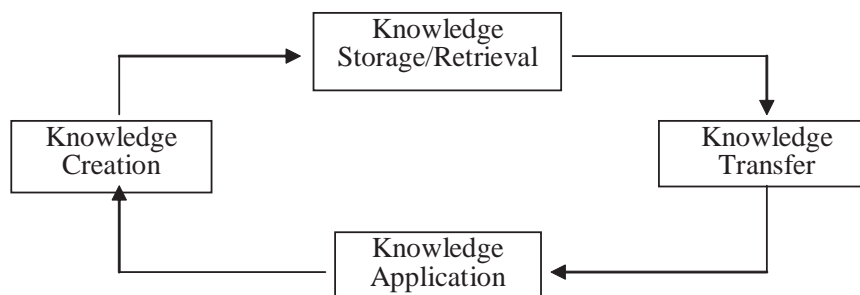 Knowledge
Storage/Retrieval
Knowledge
Creation
Knowledge
Transfer
Knowledge
Application